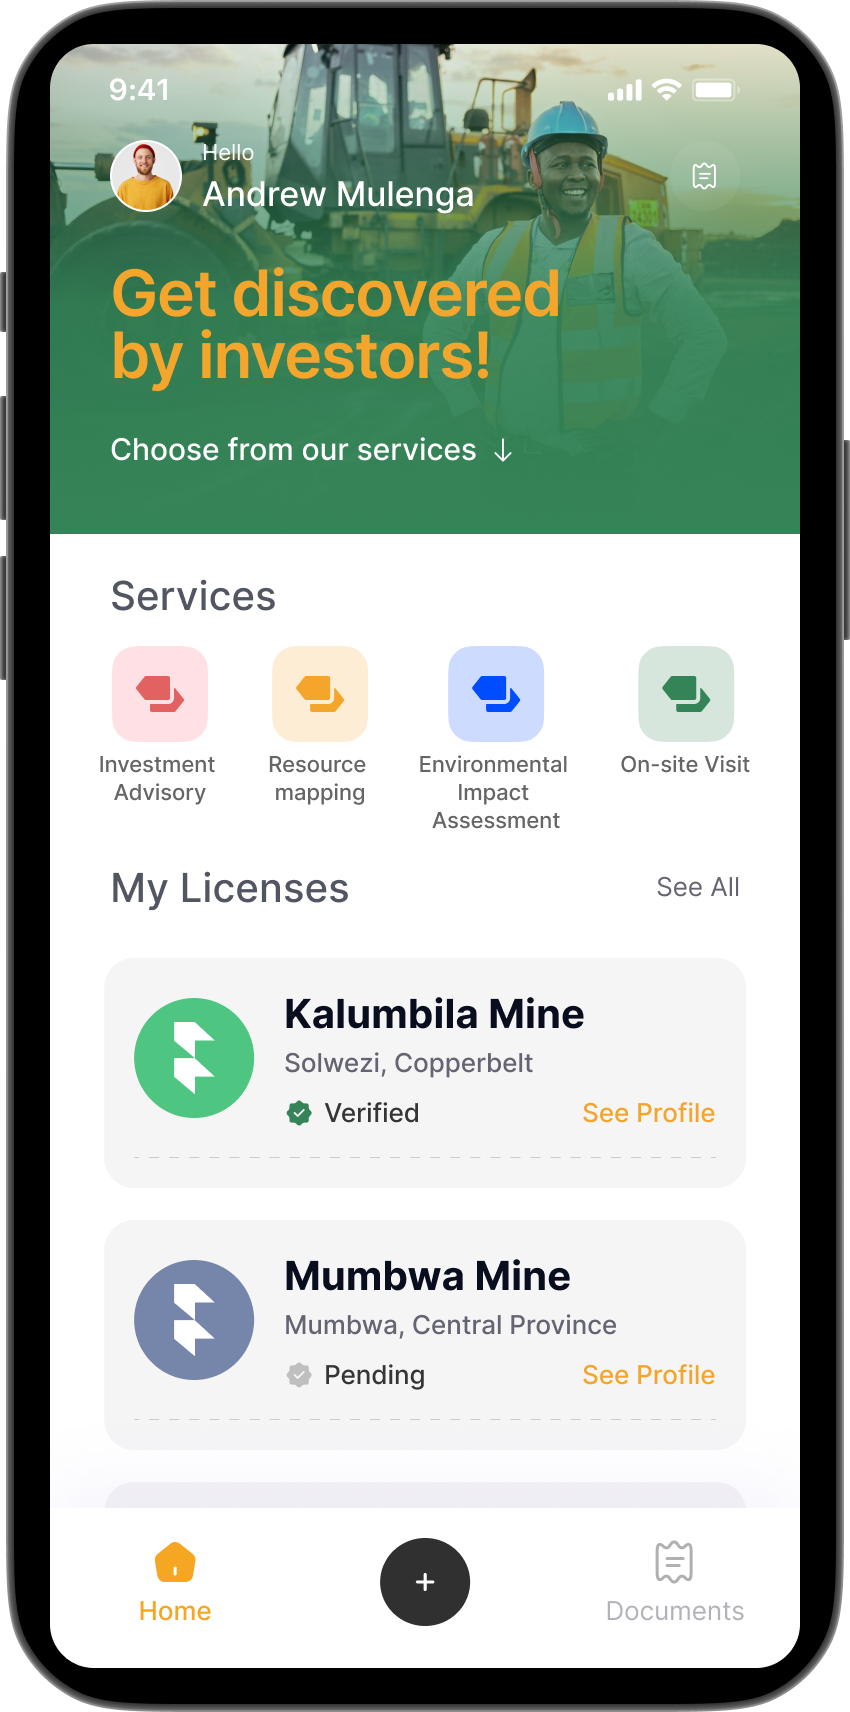 9:41
Hello
Andrew Mulenga
Get discovered
by investors!
Choose from our services ↓
Services
Investment
Advisory
Resource
mapping
Environmental
Impact
Assessment
On-site Visit
My Licenses
See All
Kalumbila Mine
Solwezi, Copperbelt
Verified
See Profile
Mumbwa Mine
Mumbwa, Central Province
Pending
See Profile
+
Home
Documents